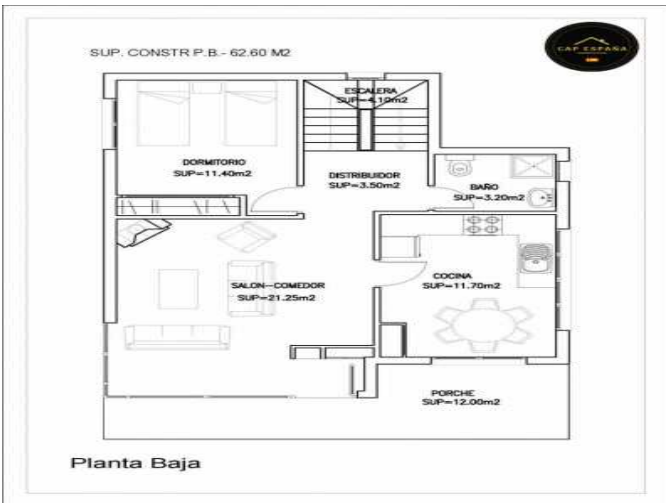 SUP. CONSTR P.B.- 62.60 M2
CAP ESPAÑA
ESCALERA
SUP=4.10m2
DORMITORIO
SUP=11.40m2
DISTRIBUIDOR
SUP=3.50m2
BAÑO
SUP=3.20m2
SALON-COMEDOR
SUP=21.25m2
COCINA
SUP=11.70m2
PORCHE
SUP=12.00m2
Planta Baja